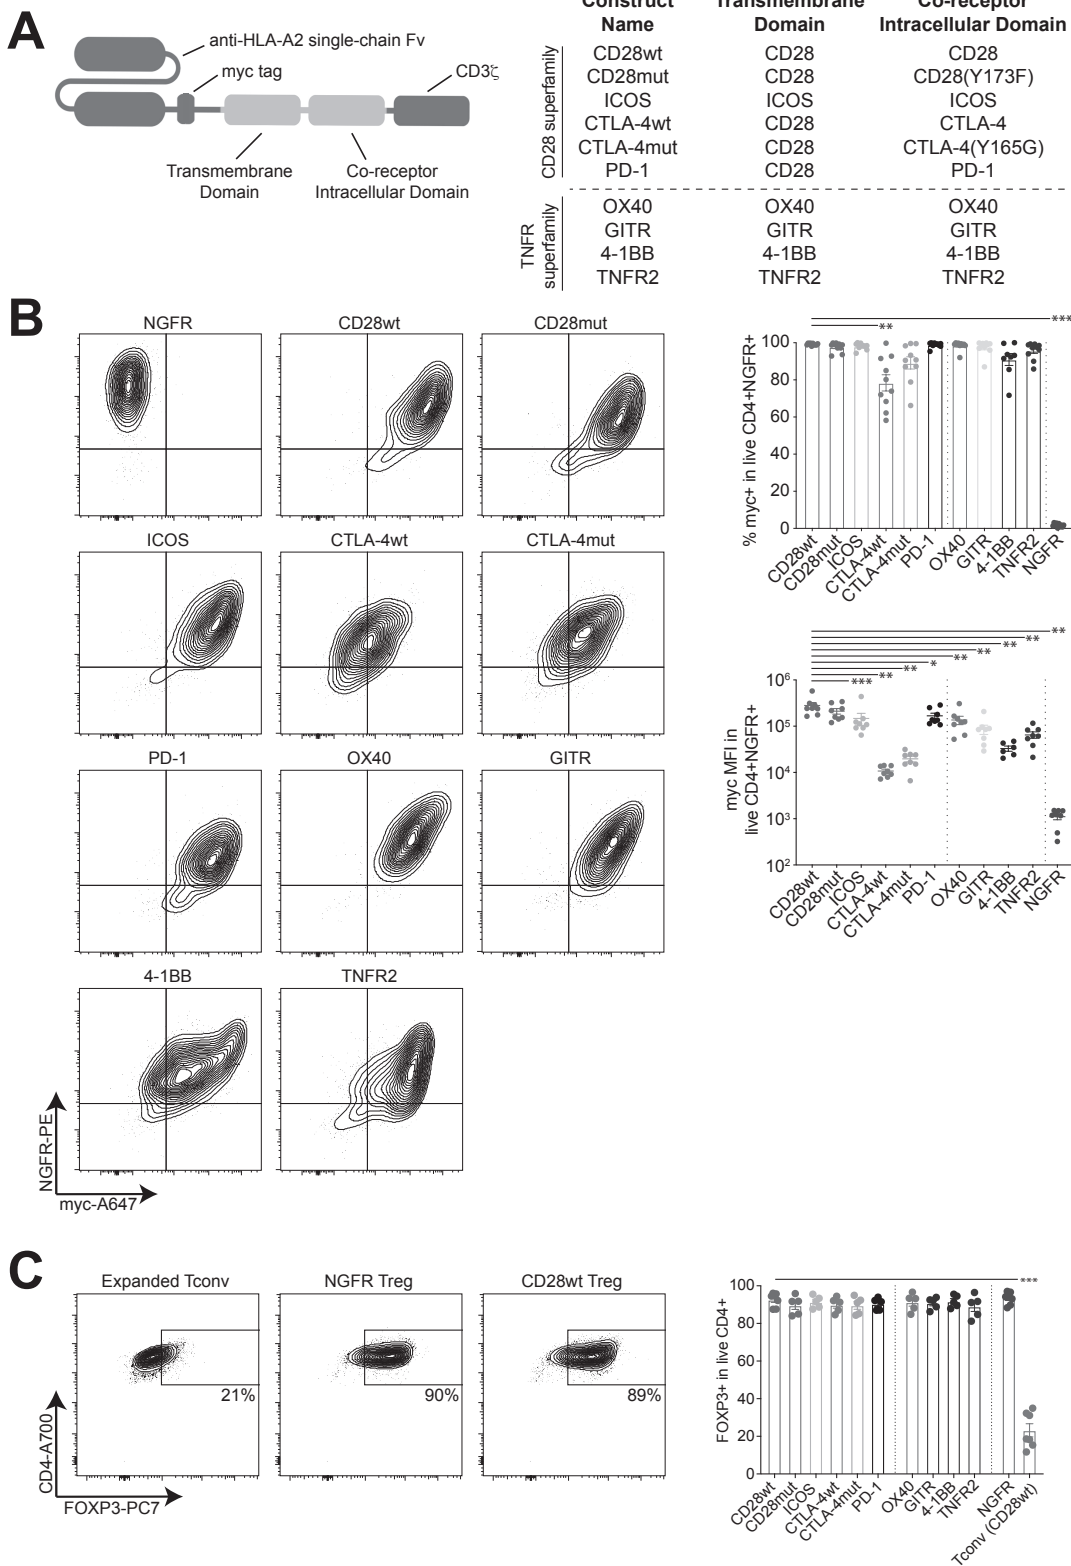 A
anti-HLA-A2 single-chain Fv
myc tag
CD3ζ
Transmembrane
Domain
Co-receptor
Intracellular Domain
Construct Transmembrane Co-receptor
Name Domain Intracellular Domain
CD28 superfamily
CD28wt CD28 CD28
CD28mut CD28 CD28(Y173F)
ICOS CD28 ICOS
CTLA-4wt CD28 CTLA-4
CTLA-4mut CD28 CTLA-4(Y165G)
PD-1 CD28 PD-1
TNFR
superfamily
OX40 OX40 OX40
GITR GITR GITR
4-1BB 4-1BB 4-1BB
TNFR2 TNFR2 TNFR2
B
NGFR CD28wt CD28mut
ICOS CTLA-4wt CTLA-4mut
PD-1 OX40 GITR
4-1BB TNFR2
NGFR-PE
myc-A647
% myc+ in live CD4+NGFR+
100
80
60
40
20
0
**
***
CD28wt
CD28mut
ICOS
CTLA-4wt
CTLA-4mut
PD-1
OX40
GITR
4-1BB
TNFR2
NGFR
myc MFI in
live CD4+NGFR+
10⁶
10⁵
10⁴
10³
10²
***
**
**
*
**
**
**
**
**
CD28wt
CD28mut
ICOS
CTLA-4wt
CTLA-4mut
PD-1
OX40
GITR
4-1BB
TNFR2
NGFR
C
Expanded Tconv NGFR Treg CD28wt Treg
21% 90% 89%
CD4-A700
FOXP3-PC7
FOXP3+ in live CD4+
100
80
60
40
20
0
***
CD28wt
CD28mut
ICOS
CTLA-4wt
CTLA-4mut
PD-1
OX40
GITR
4-1BB
TNFR2
NGFR
Tconv (CD28wt)